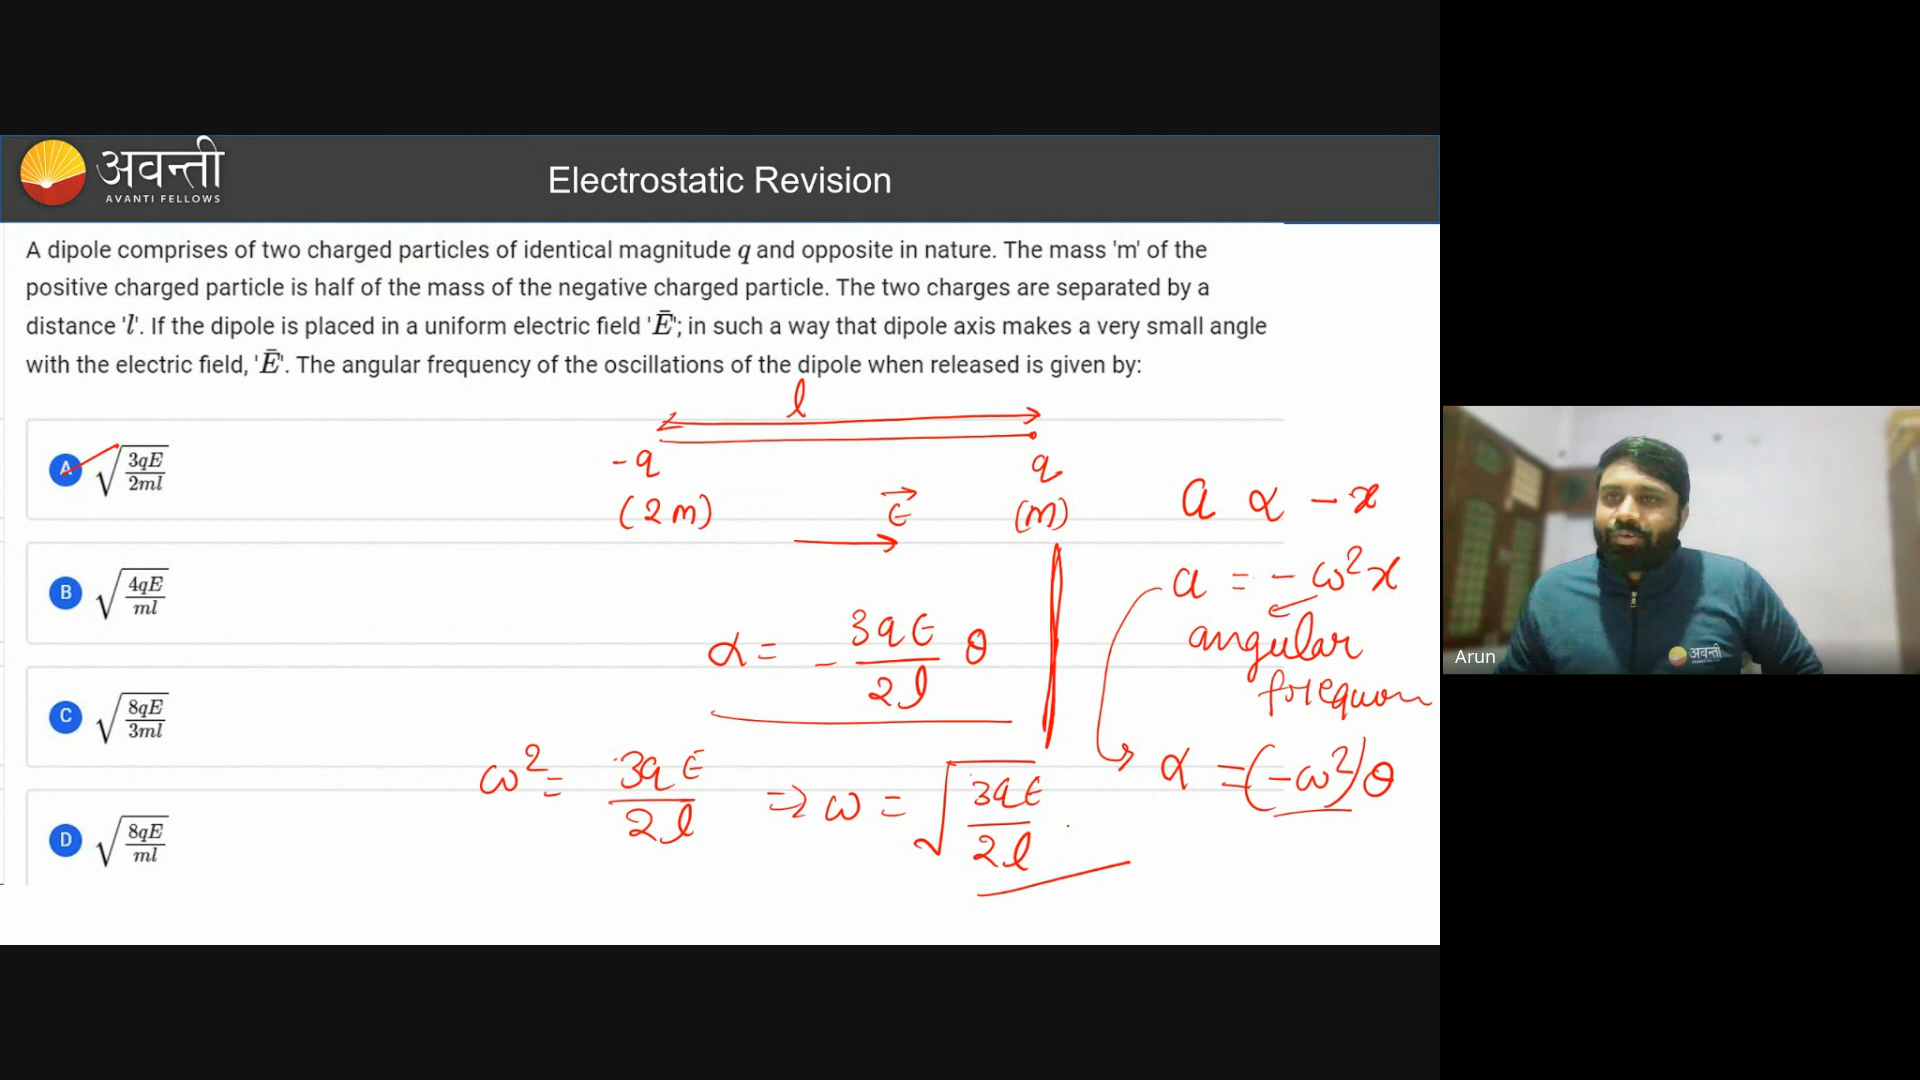 अवन्ती
AVANTI FELLOWS
Electrostatic Revision
A dipole comprises of two charged particles of identical magnitude q and opposite in nature. The mass 'm' of the
positive charged particle is half of the mass of the negative charged particle. The two charges are separated by a
distance 'l'. If the dipole is placed in a uniform electric field 'E̅'; in such a way that dipole axis makes a very small angle
with the electric field, 'E̅'. The angular frequency of the oscillations of the dipole when released is given by:
l
-q q
(2m) E⃗ (m)
A √(3qE/2ml)
B √(4qE/ml)
C √(8qE/3ml)
D √(8qE/ml)
a α -x
a = -ω²x
angular
α = -(3qE/2l) θ
α = (-ω²)θ
ω² = 3qE/2l ⇒ ω = √(3qE/2l)
Arun
अवन्ती